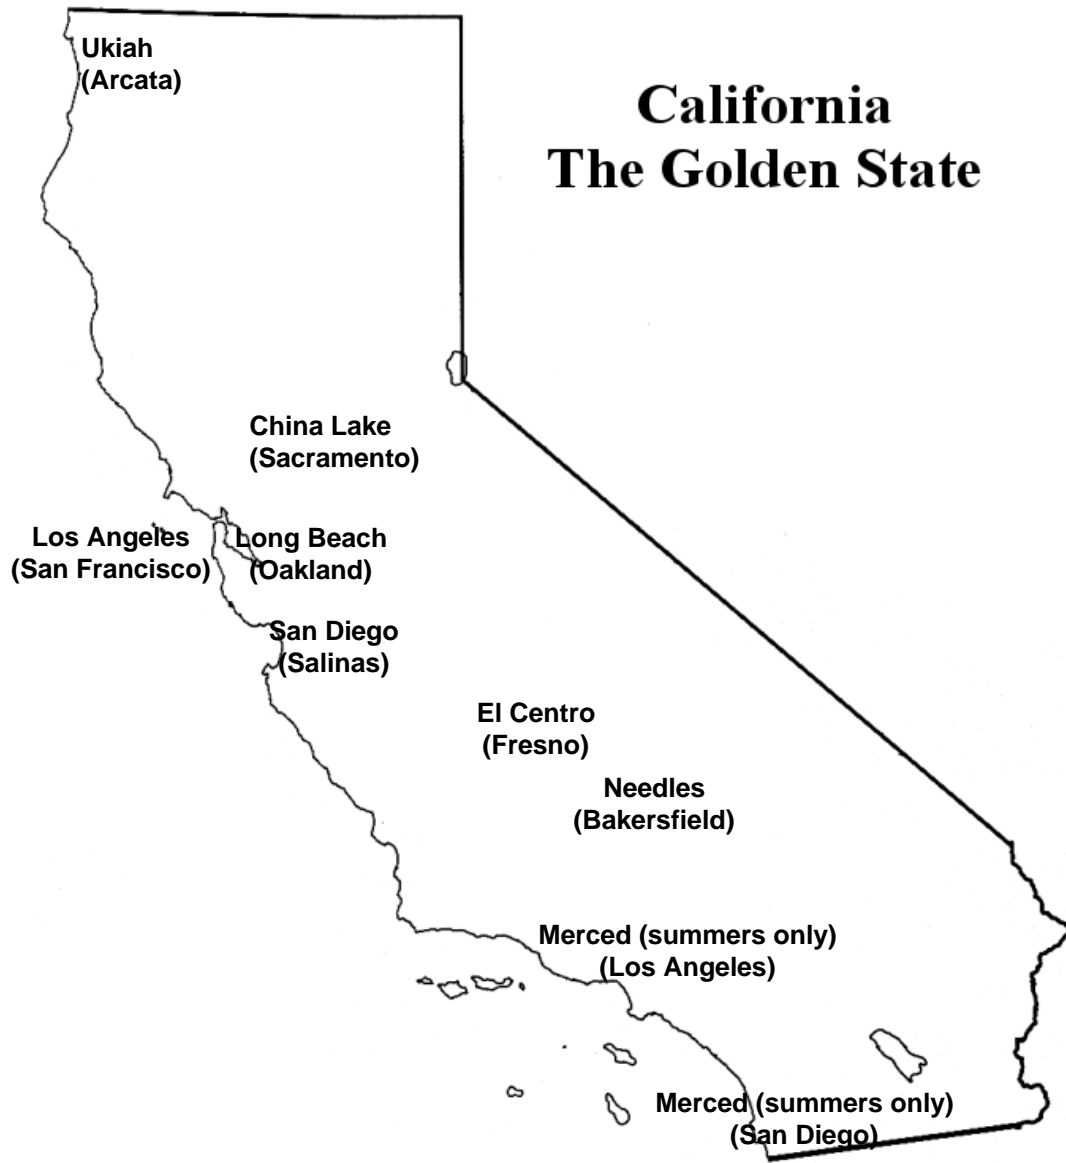 Ukiah
(Arcata)
California
The Golden State
China Lake
(Sacramento)
Los Angeles
(San Francisco)
Long Beach
(Oakland)
San Diego
(Salinas)
El Centro
(Fresno)
Needles
(Bakersfield)
Merced (summers only)
(Los Angeles)
Merced (summers only)
(San Diego)